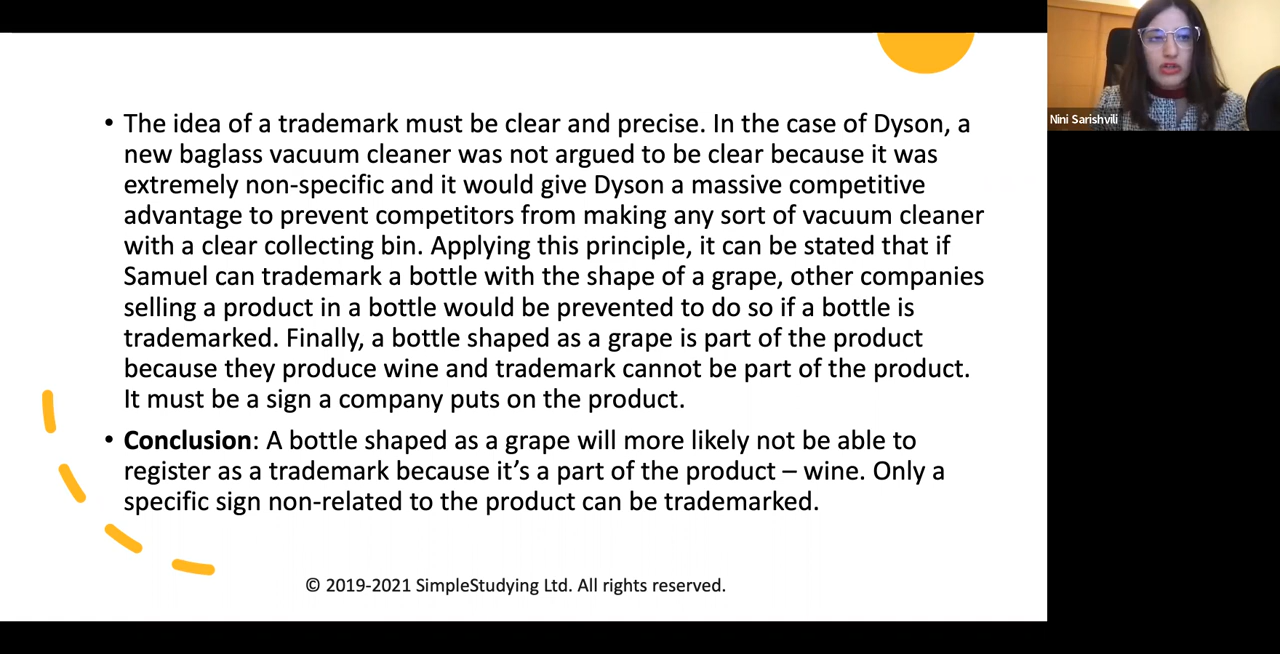 • The idea of a trademark must be clear and precise. In the case of Dyson, a
new baglass vacuum cleaner was not argued to be clear because it was
extremely non-specific and it would give Dyson a massive competitive
advantage to prevent competitors from making any sort of vacuum cleaner
with a clear collecting bin. Applying this principle, it can be stated that if
Samuel can trademark a bottle with the shape of a grape, other companies
selling a product in a bottle would be prevented to do so if a bottle is
trademarked. Finally, a bottle shaped as a grape is part of the product
because they produce wine and trademark cannot be part of the product.
It must be a sign a company puts on the product.
• Conclusion: A bottle shaped as a grape will more likely not be able to
register as a trademark because it’s a part of the product – wine. Only a
specific sign non-related to the product can be trademarked.
© 2019-2021 SimpleStudying Ltd. All rights reserved.
Nini Sarishvili